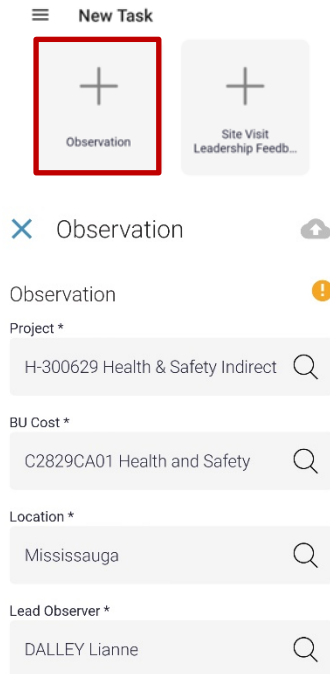 New Task
Observation
Site Visit
Leadership Feedb...
Observation
Observation
Project *
H-300629 Health & Safety Indirect
BU Cost *
C2829CA01 Health and Safety
Location *
Mississauga
Lead Observer *
DALLEY Lianne